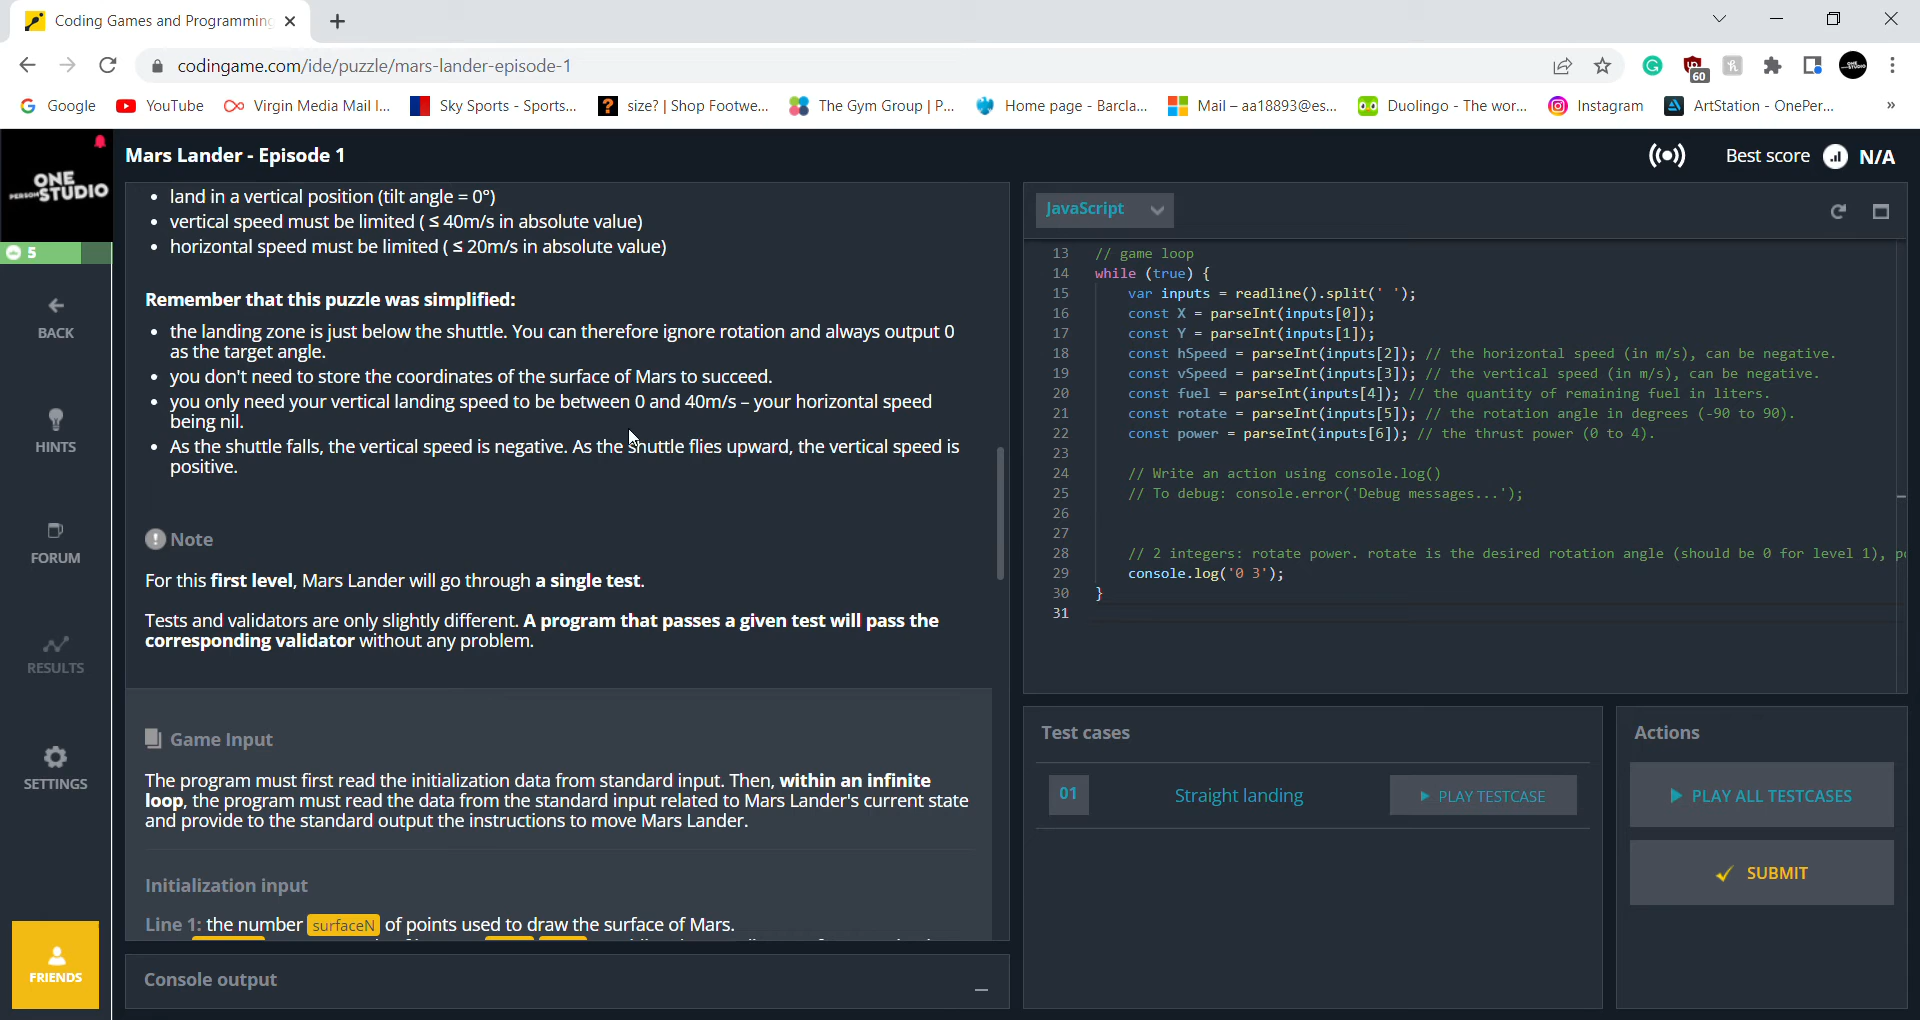 Coding Games and Programming
codingame.com/ide/puzzle/mars-lander-episode-1
60
Google
YouTube
Virgin Media Mail I...
Sky Sports - Sports...
size? | Shop Footwe...
The Gym Group | P...
Home page - Barcla...
Mail – aa18893@es...
Duolingo - The wor...
Instagram
ArtStation - OnePer...
»
ONE
PERSON STUDIO
Mars Lander - Episode 1
Best score
N/A
5
BACK
HINTS
FORUM
RESULTS
SETTINGS
FRIENDS
• land in a vertical position (tilt angle = 0°)
• vertical speed must be limited ( ≤ 40m/s in absolute value)
• horizontal speed must be limited ( ≤ 20m/s in absolute value)
Remember that this puzzle was simplified:
• the landing zone is just below the shuttle. You can therefore ignore rotation and always output 0
as the target angle.
• you don't need to store the coordinates of the surface of Mars to succeed.
• you only need your vertical landing speed to be between 0 and 40m/s – your horizontal speed
being nil.
• As the shuttle falls, the vertical speed is negative. As the shuttle flies upward, the vertical speed is
positive.
Note
For this first level, Mars Lander will go through a single test.
Tests and validators are only slightly different. A program that passes a given test will pass the
corresponding validator without any problem.
Game Input
The program must first read the initialization data from standard input. Then, within an infinite
loop, the program must read the data from the standard input related to Mars Lander's current state
and provide to the standard output the instructions to move Mars Lander.
Initialization input
Line 1: the number surfaceN of points used to draw the surface of Mars.
Console output
JavaScript
13 // game loop
14 while (true) {
15 var inputs = readline().split(' ');
16 const X = parseInt(inputs[0]);
17 const Y = parseInt(inputs[1]);
18 const hSpeed = parseInt(inputs[2]); // the horizontal speed (in m/s), can be negative.
19 const vSpeed = parseInt(inputs[3]); // the vertical speed (in m/s), can be negative.
20 const fuel = parseInt(inputs[4]); // the quantity of remaining fuel in liters.
21 const rotate = parseInt(inputs[5]); // the rotation angle in degrees (-90 to 90).
22 const power = parseInt(inputs[6]); // the thrust power (0 to 4).
23
24 // Write an action using console.log()
25 // To debug: console.error('Debug messages...');
26
27
28 // 2 integers: rotate power. rotate is the desired rotation angle (should be 0 for level 1),
29 console.log('0 3');
30 }
31
Test cases
01
Straight landing
PLAY TESTCASE
Actions
PLAY ALL TESTCASES
SUBMIT